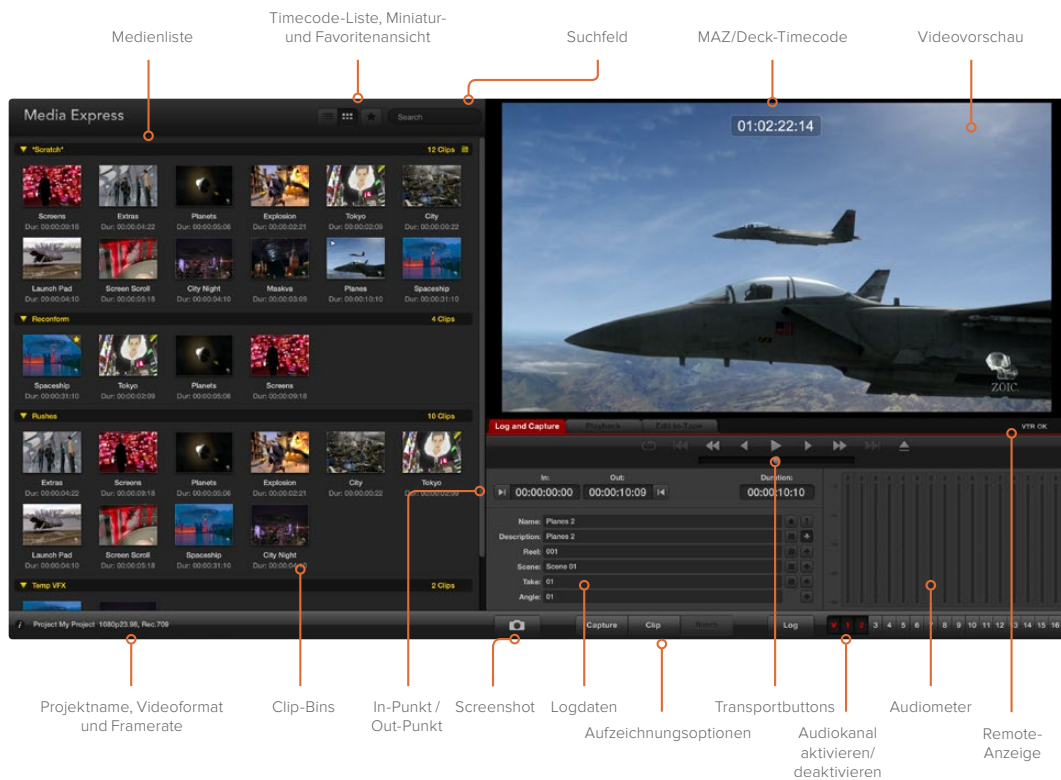 Timecode-Liste, Miniatur-
und Favoritenansicht
Medienliste
Suchfeld
MAZ/Deck-Timecode
Videovorschau
Media Express
Search
01:02:22:14
*Scratch*
12 Clips
Screens
Extras
Planets
Explosion
Tokyo
City
Dur: 00:00:09:18
Dur: 00:00:04:22
Dur: 00:00:05:06
Dur: 00:00:02:21
Dur: 00:00:02:09
Dur: 00:00:00:22
Launch Pad
Screen Scroll
City Night
Maskva
Planes
Spaceship
Dur: 00:00:04:10
Dur: 00:00:05:18
Dur: 00:00:04:10
Dur: 00:00:03:09
Dur: 00:00:10:10
Dur: 00:00:31:10
Reconform
4 Clips
Spaceship
Tokyo
Planets
Screens
Dur: 00:00:31:10
Dur: 00:00:02:09
Dur: 00:00:05:06
Dur: 00:00:09:18
Rushes
10 Clips
Extras
Screens
Planets
Explosion
City
Tokyo
Dur: 00:00:04:22
Dur: 00:00:09:18
Dur: 00:00:05:06
Dur: 00:00:02:21
Dur: 00:00:00:22
Launch Pad
Screen Scroll
Spaceship
City Night
Dur: 00:00:04:10
Dur: 00:00:05:18
Dur: 00:00:31:10
Temp VFX
2 Clips
ZOIC
Log and Capture
Playback
Edit to Tape
VTR OK
In:
Out:
Duration:
00:00:00:00
00:00:10:09
00:00:10:10
Name: Planes 2
Description: Planes 2
Reel: 001
Scene: Scene 01
Take: 01
Angle: 01
i Project My Project 1080p23.98, Rec.709
Capture
Clip
Batch
Log
V 1 2 3 4 5 6 7 8 9 10 11 12 13 14 15 16
Projektname, Videoformat
und Framerate
Clip-Bins
In-Punkt /
Out-Punkt
Screenshot
Logdaten
Aufzeichnungsoptionen
Transportbuttons
Audiokanal
aktivieren/
deaktivieren
Audiometer
Remote-
Anzeige